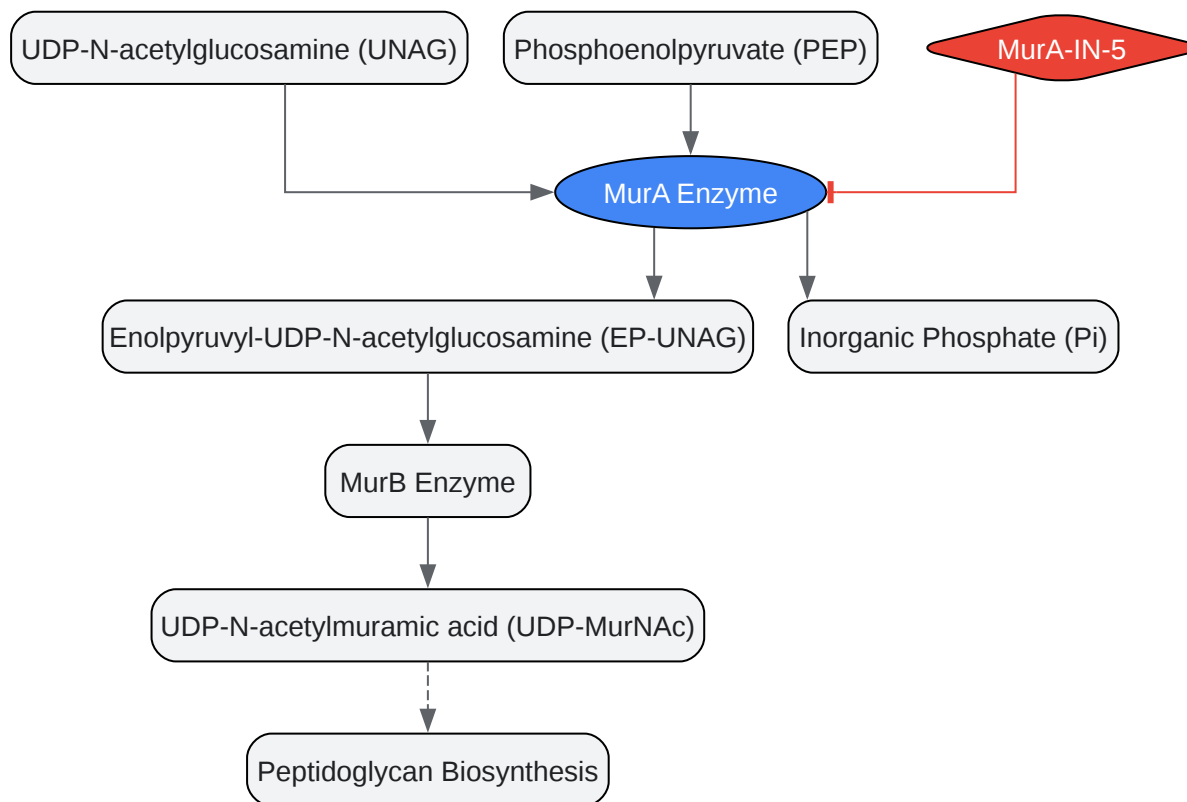 UDP-N-acetylglucosamine (UNAG)
Phosphoenolpyruvate (PEP)
MurA-IN-5
MurA Enzyme
Enolpyruvyl-UDP-N-acetylglucosamine (EP-UNAG)
Inorganic Phosphate (Pi)
MurB Enzyme
UDP-N-acetylmuramic acid (UDP-MurNAc)
Peptidoglycan Biosynthesis